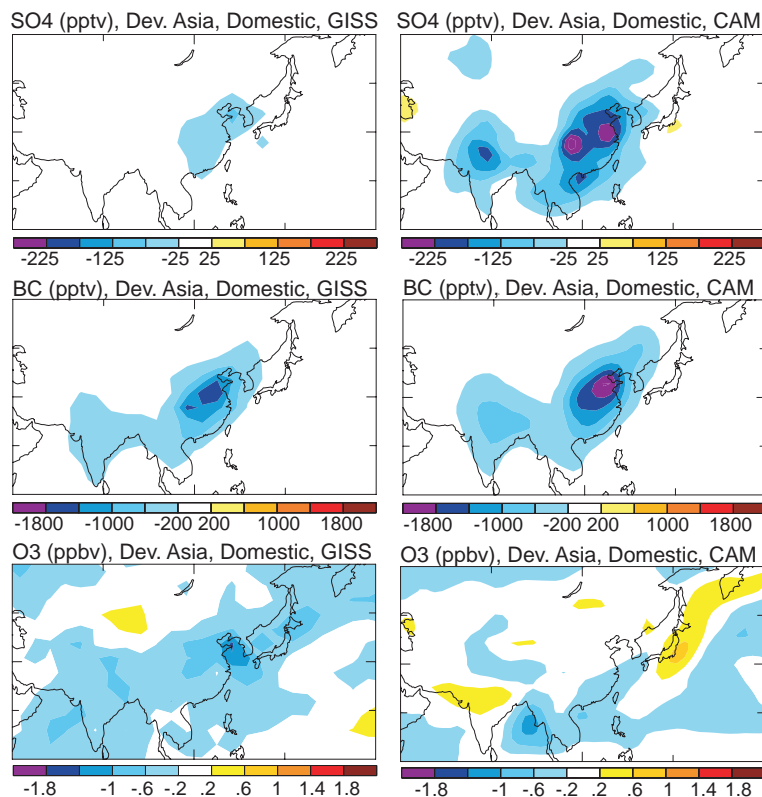 SO4 (pptv), Dev. Asia, Domestic, GISS
SO4 (pptv), Dev. Asia, Domestic, CAM
-225 -125 -25 25 125 225
-225 -125 -25 25 125 225
BC (pptv), Dev. Asia, Domestic, GISS
BC (pptv), Dev. Asia, Domestic, CAM
-1800 -1000 -200 200 1000 1800
-1800 -1000 -200 200 1000 1800
O3 (ppbv), Dev. Asia, Domestic, GISS
O3 (ppbv), Dev. Asia, Domestic, CAM
-1.8 -1 -.6 -.2 .2 .6 1 1.4 1.8
-1.8 -1 -.6 -.2 .2 .6 1 1.4 1.8